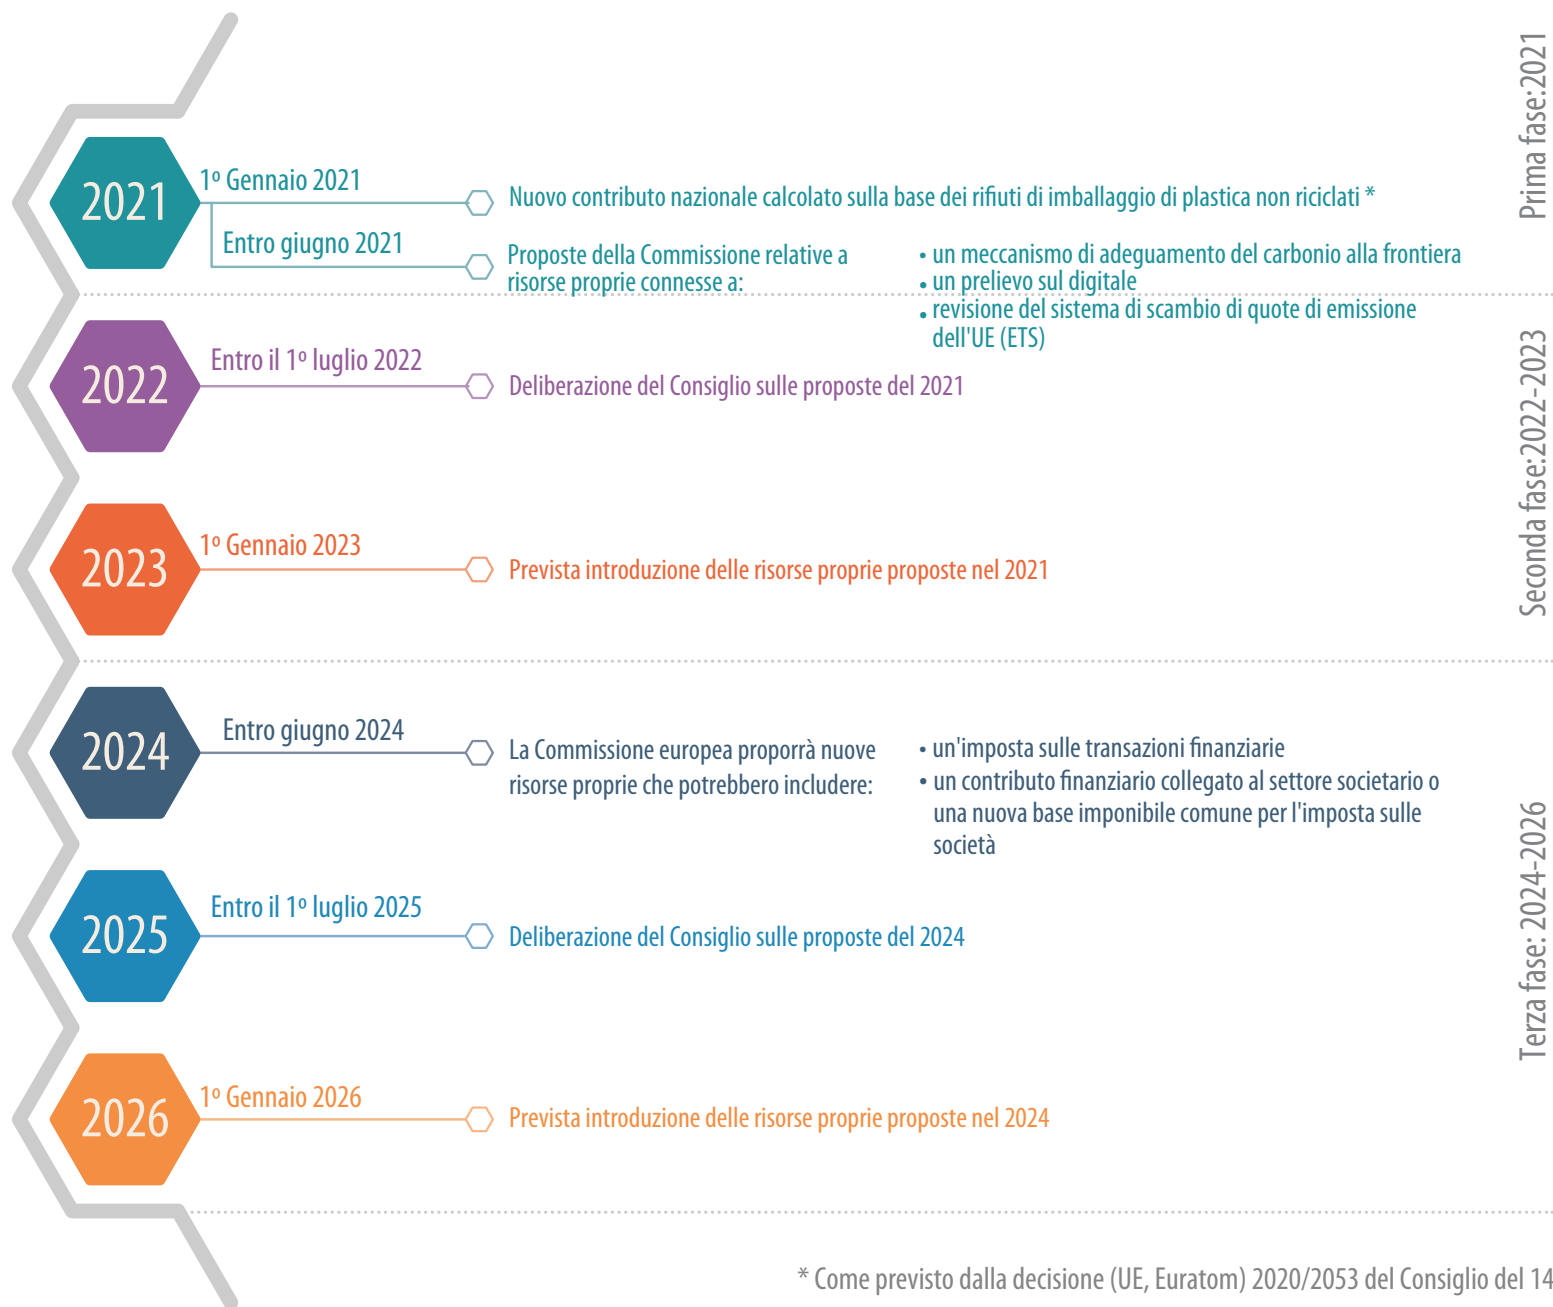 Prima fase:2021
2021
1º Gennaio 2021
Nuovo contributo nazionale calcolato sulla base dei rifiuti di imballaggio di plastica non riciclati *
Entro giugno 2021
Proposte della Commissione relative a
risorse proprie connesse a:
• un meccanismo di adeguamento del carbonio alla frontiera
• un prelievo sul digitale
• revisione del sistema di scambio di quote di emissione
dell'UE (ETS)
Seconda fase:2022-2023
2022
Entro il 1º luglio 2022
Deliberazione del Consiglio sulle proposte del 2021
2023
1º Gennaio 2023
Prevista introduzione delle risorse proprie proposte nel 2021
Terza fase: 2024-2026
2024
Entro giugno 2024
La Commissione europea proporrà nuove
risorse proprie che potrebbero includere:
• un'imposta sulle transazioni finanziarie
• un contributo finanziario collegato al settore societario o
una nuova base imponibile comune per l'imposta sulle
società
2025
Entro il 1º luglio 2025
Deliberazione del Consiglio sulle proposte del 2024
2026
1º Gennaio 2026
Prevista introduzione delle risorse proprie proposte nel 2024
* Come previsto dalla decisione (UE, Euratom) 2020/2053 del Consiglio del 14